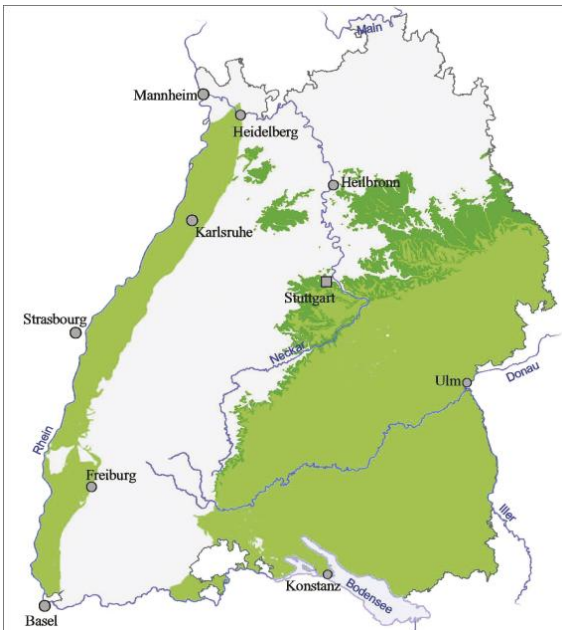 Main
Mannheim
Heidelberg
Heilbronn
Karlsruhe
Stuttgart
Strasbourg
Neckar
Ulm
Donau
Rhein
Freiburg
Iller
Konstanz
Bodensee
Basel